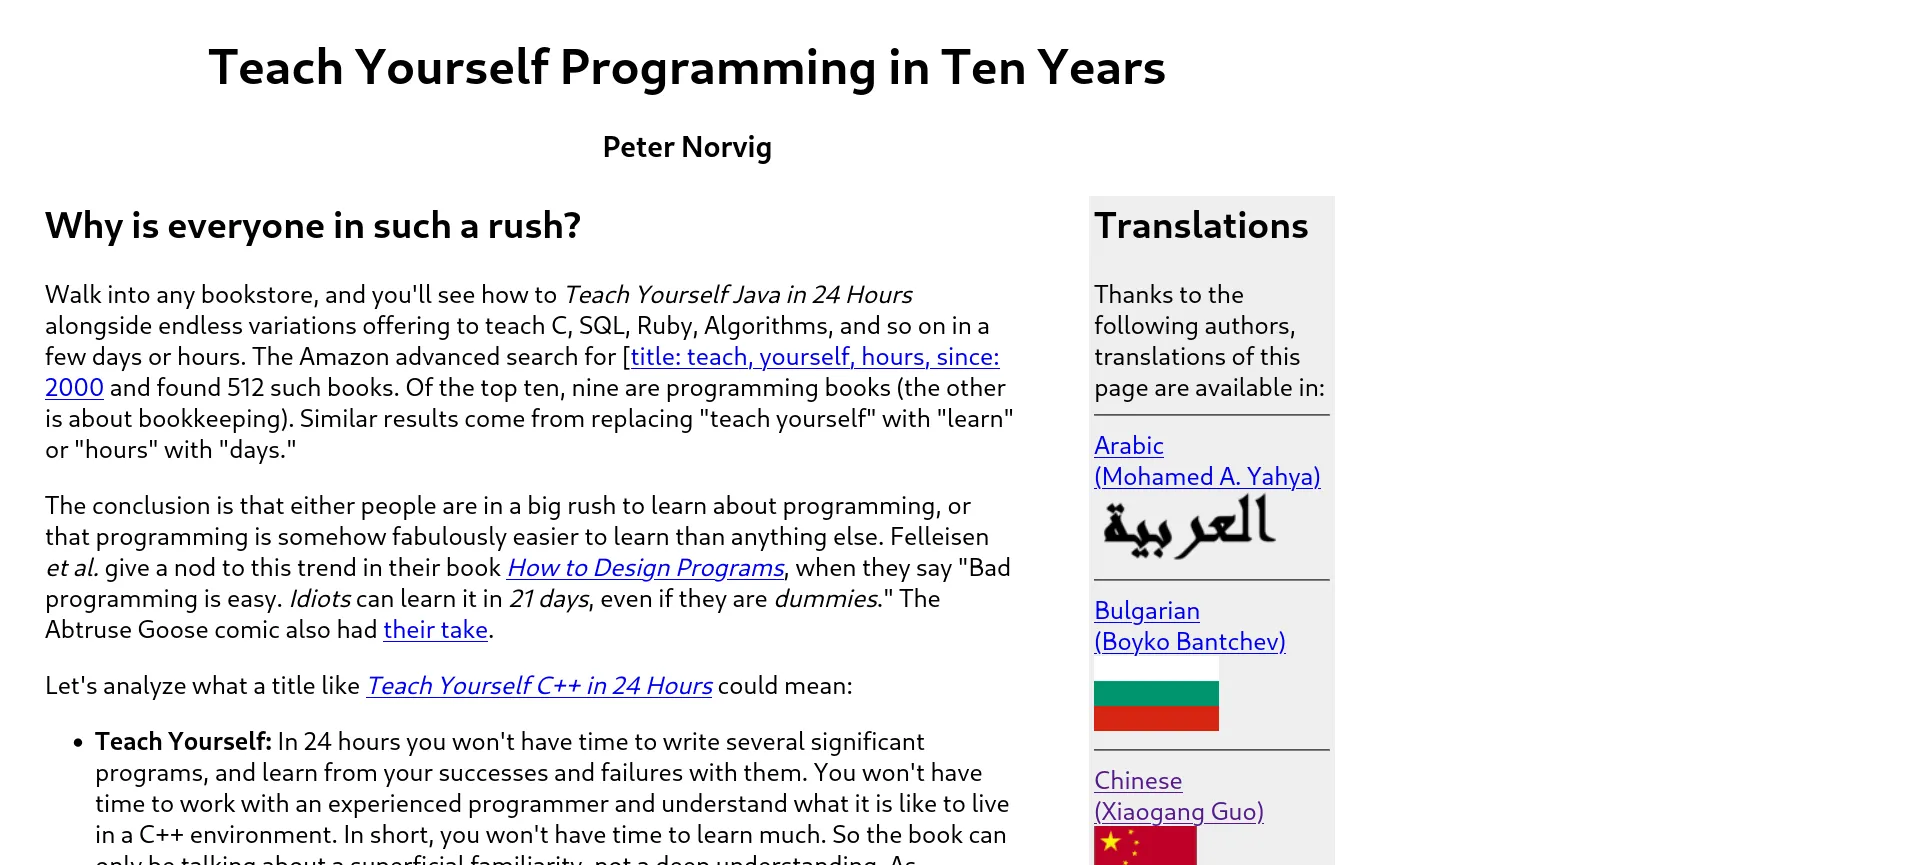 Teach Yourself Programming in Ten Years
Peter Norvig
Why is everyone in such a rush?
Walk into any bookstore, and you'll see how to Teach Yourself Java in 24 Hours
alongside endless variations offering to teach C, SQL, Ruby, Algorithms, and so on in a
few days or hours. The Amazon advanced search for [title: teach, yourself, hours, since:
2000 and found 512 such books. Of the top ten, nine are programming books (the other
is about bookkeeping). Similar results come from replacing "teach yourself" with "learn"
or "hours" with "days."
The conclusion is that either people are in a big rush to learn about programming, or
that programming is somehow fabulously easier to learn than anything else. Felleisen
et al. give a nod to this trend in their book How to Design Programs, when they say "Bad
programming is easy. Idiots can learn it in 21 days, even if they are dummies." The
Abtruse Goose comic also had their take.
Let's analyze what a title like Teach Yourself C++ in 24 Hours could mean:
• Teach Yourself: In 24 hours you won't have time to write several significant
programs, and learn from your successes and failures with them. You won't have
time to work with an experienced programmer and understand what it is like to live
in a C++ environment. In short, you won't have time to learn much. So the book can
only be talking about a superficial familiarity, not a deep understanding. As
Translations
Thanks to the
following authors,
translations of this
page are available in:
Arabic
(Mohamed A. Yahya)
العربية
Bulgarian
(Boyko Bantchev)
Chinese
(Xiaogang Guo)